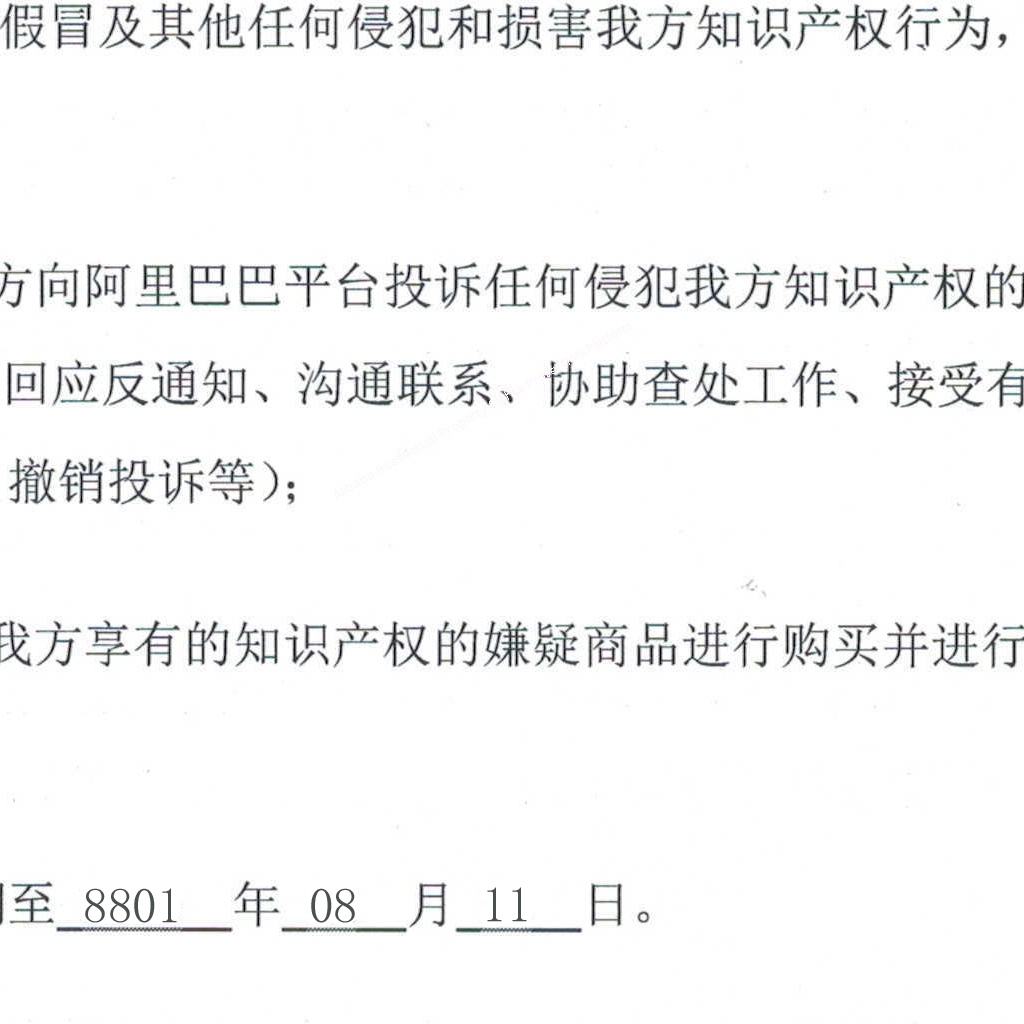 假冒及其他任何侵犯和损害我方知识产权行为，
方向阿里巴巴平台投诉任何侵犯我方知识产权的
回应反通知、沟通联系、协助查处工作、接受有
撤销投诉等）；
我方享有的知识产权的嫌疑商品进行购买并进行
至 8801 年 08 月 11 日。